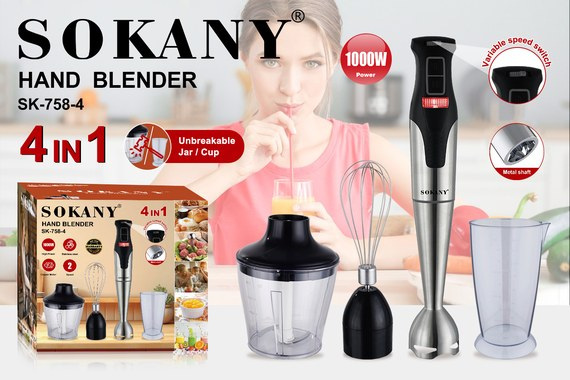 SOKANY®
HAND BLENDER
SK-758-4
4 IN 1
Unbreakable
Jar / Cup
1000W
Power
Variable speed switch
Metal shaft
SOKANY
SOKANY®
HAND BLENDER
SK-758-4
4 IN 1